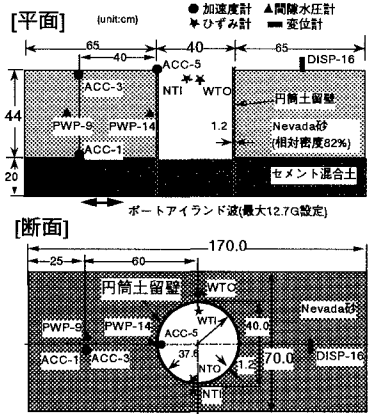 [平面]
(unit:cm)
●加速度計 ▲間隙水圧計
★ひずみ計 ▬変位計
65
40
65
40
ACC-5
DISP-16
ACC-3
NTI
WTO
円筒土留壁
44
PWP-9
PWP-14
1.2
Nevada砂
(相対密度82%)
ACC-1
20
セメント混合土
ポートアイランド波(最大12.7G設定)
[断面]
170.0
25
60
円筒土留壁
WTO
Nevada砂
PWP-9
PWP-14
ACC-5
WTI
40.0
70.0
ACC-1
ACC-3
37.6
NTO
1.2
DISP-16
NTI